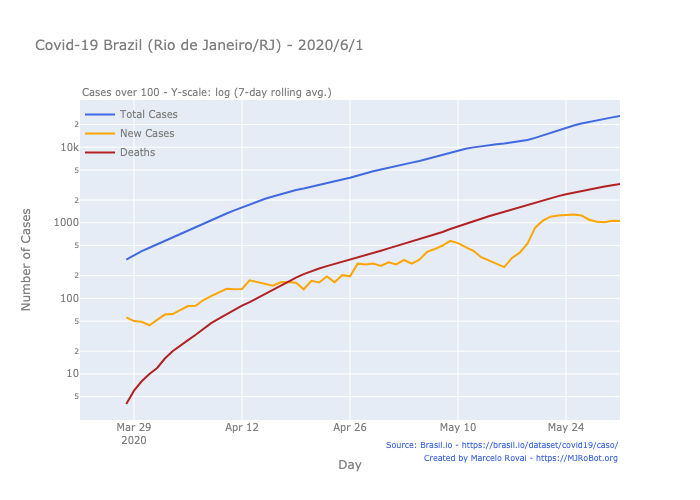 Covid-19 Brazil (Rio de Janeiro/RJ) - 2020/6/1
Cases over 100 - Y-scale: log (7-day rolling avg.)
Total Cases
New Cases
Deaths
Number of Cases
2
10k
5
2
1000
5
2
100
5
2
10
5
Mar 29
2020
Apr 12
Apr 26
May 10
May 24
Day
Source: Brasil.io - https://brasil.io/dataset/covid19/caso/
Created by Marcelo Rovai - https://MJRoBot.org